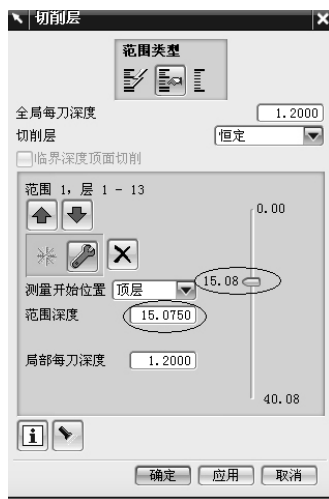 切削层
范围类型
全局每刀深度 1.2000
切削层 恒定
临界深度顶面切削
范围 1，层 1 - 13
0.00
测量开始位置 顶层 15.08
范围深度 15.0750
局部每刀深度 1.2000
40.08
确定 应用 取消